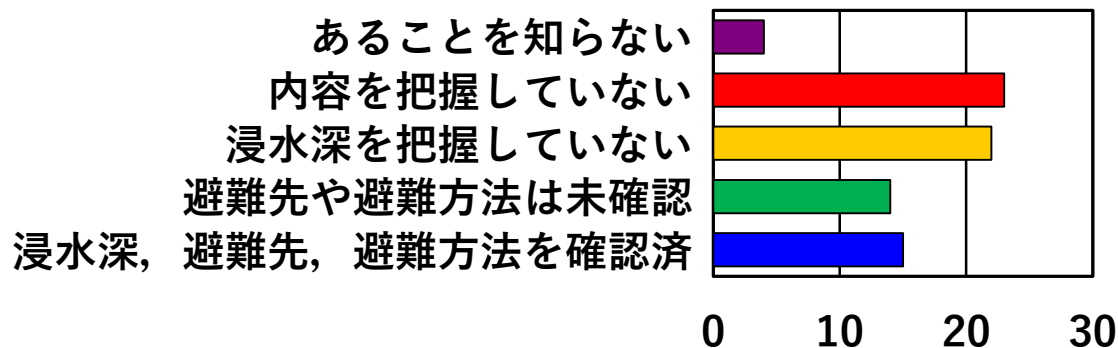 あることを知らない
内容を把握していない
浸水深を把握していない
避難先や避難方法は未確認
浸水深，避難先，避難方法を確認済
0 10 20 30